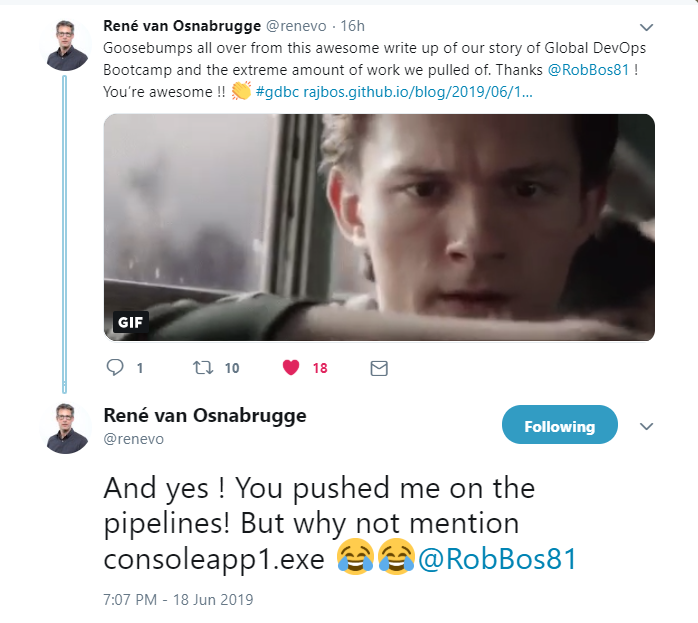 René van Osnabrugge @renevo · 16h
Goosebumps all over from this awesome write up of our story of Global DevOps
Bootcamp and the extreme amount of work we pulled of. Thanks @RobBos81 !
You're awesome !! 👏 #gdbc rajbos.github.io/blog/2019/06/1...
GIF
1 10 18
René van Osnabrugge
@renevo
Following
And yes ! You pushed me on the
pipelines! But why not mention
consoleapp1.exe 😂😂@RobBos81
7:07 PM - 18 Jun 2019